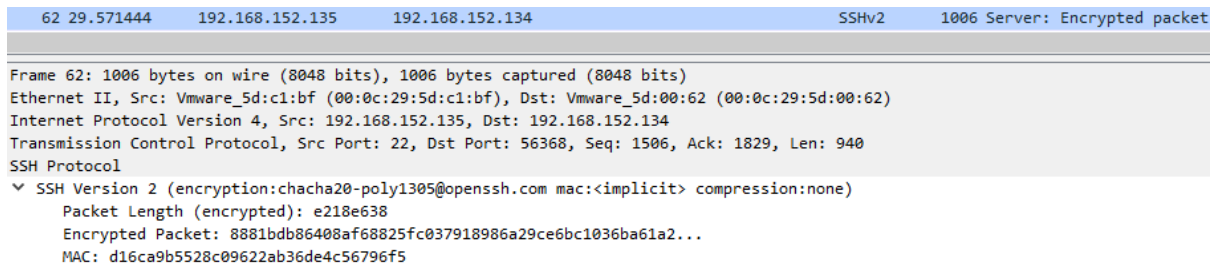 62 29.571444 192.168.152.135 192.168.152.134 SSHv2 1006 Server: Encrypted packet
Frame 62: 1006 bytes on wire (8048 bits), 1006 bytes captured (8048 bits)
Ethernet II, Src: Vmware_5d:c1:bf (00:0c:29:5d:c1:bf), Dst: Vmware_5d:00:62 (00:0c:29:5d:00:62)
Internet Protocol Version 4, Src: 192.168.152.135, Dst: 192.168.152.134
Transmission Control Protocol, Src Port: 22, Dst Port: 56368, Seq: 1506, Ack: 1829, Len: 940
SSH Protocol
SSH Version 2 (encryption:chacha20-poly1305@openssh.com mac:<implicit> compression:none)
Packet Length (encrypted): e218e638
Encrypted Packet: 8881bdb86408af68825fc037918986a29ce6bc1036ba61a2...
MAC: d16ca9b5528c09622ab36de4c56796f5